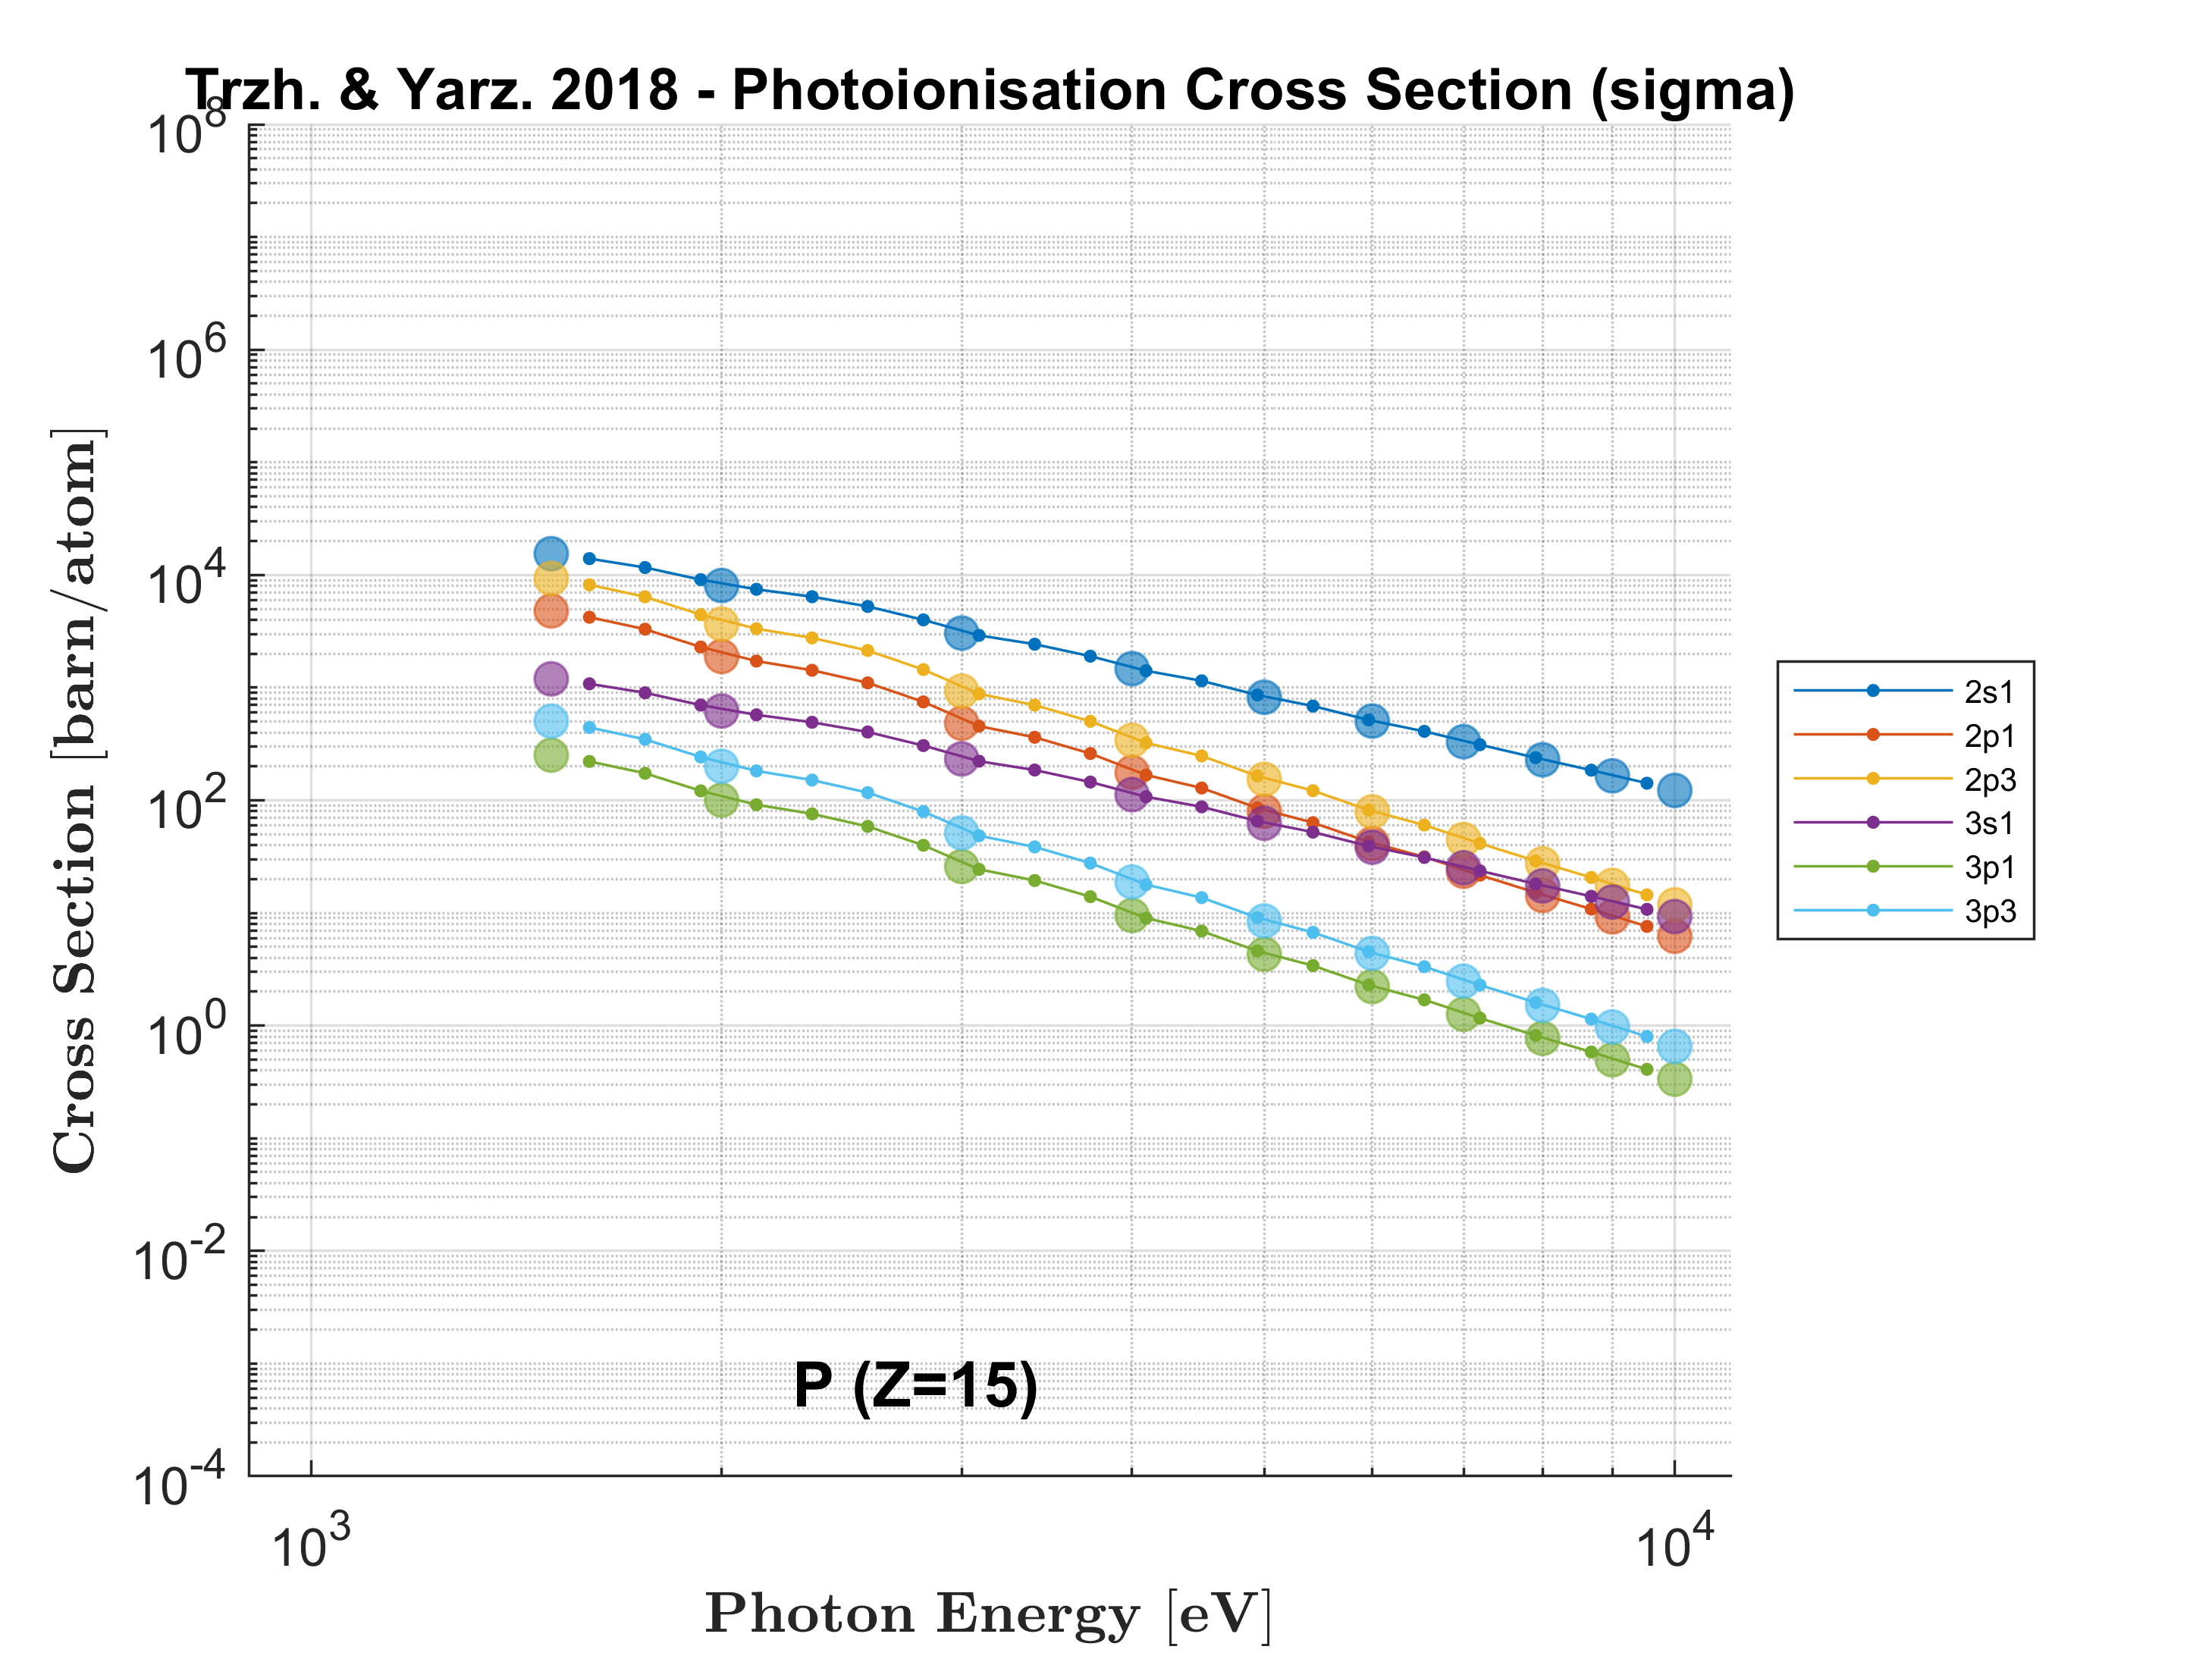 Trzh. & Yarz. 2018 - Photoionisation Cross Section (sigma)
10^8
10^6
10^4
10^2
10^0
10^-2
10^-4
Cross Section [barn/atom]
2s1
2p1
2p3
3s1
3p1
3p3
P (Z=15)
10^3
10^4
Photon Energy [eV]